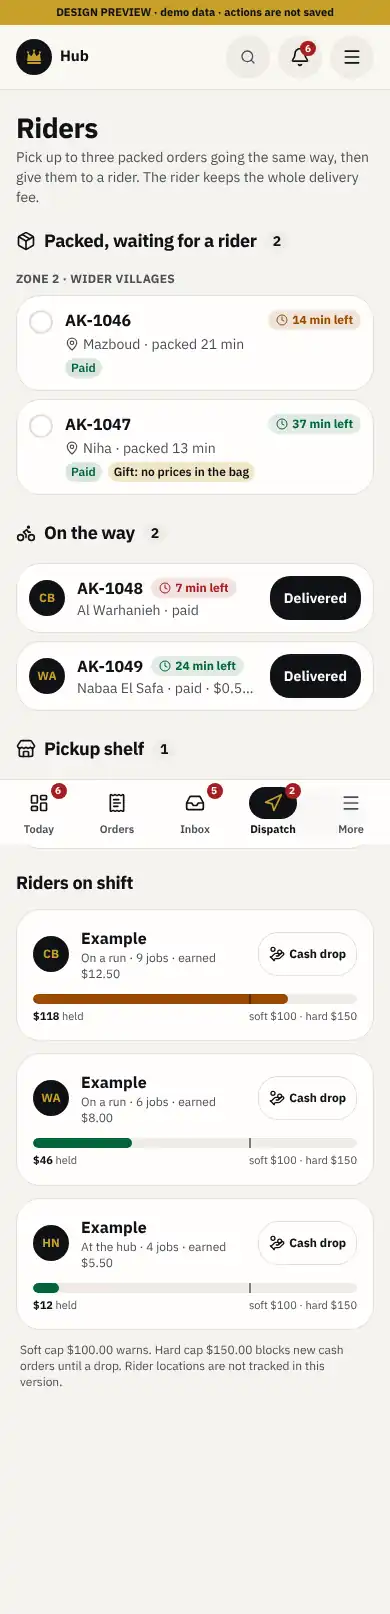 DESIGN PREVIEW · demo data · actions are not saved
Hub
6
Riders
Pick up to three packed orders going the same way, then
give them to a rider. The rider keeps the whole delivery
fee.
Packed, waiting for a rider 2
ZONE 2 · WIDER VILLAGES
AK-1046 14 min left
Mazboud · packed 21 min
Paid
AK-1047 37 min left
Niha · packed 13 min
Paid Gift: no prices in the bag
On the way 2
CB AK-1048 7 min left Delivered
Al Warhanieh · paid
WA AK-1049 24 min left Delivered
Nabaa El Safa · paid · $0.5...
Pickup shelf 1
6 5 2
Today Orders Inbox Dispatch More
Riders on shift
CB Example Cash drop
On a run · 9 jobs · earned
$12.50
$118 held soft $100 · hard $150
WA Example Cash drop
On a run · 6 jobs · earned
$8.00
$46 held soft $100 · hard $150
HN Example Cash drop
At the hub · 4 jobs · earned
$5.50
$12 held soft $100 · hard $150
Soft cap $100.00 warns. Hard cap $150.00 blocks new cash
orders until a drop. Rider locations are not tracked in this
version.